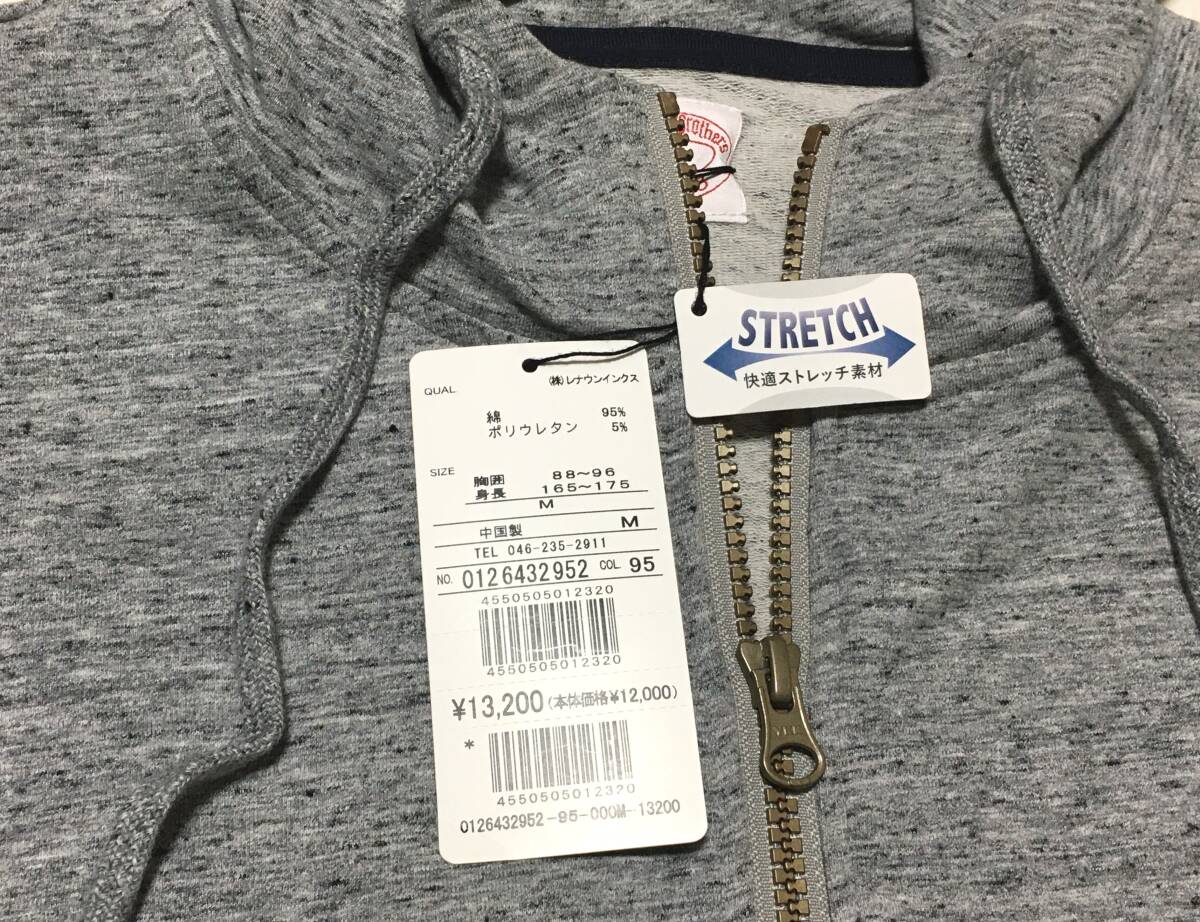 Brothers
STRETCH
快適ストレッチ素材
QUAL
㈱レナウンインクス
綿 95%
ポリウレタン 5%
SIZE
胸囲 88~96
身長 165~175
M
中国製 M
TEL 046-235-2911
NO. 0126432952 COL. 95
4550505012320
4550505012320
¥13,200(本体価格¥12,000)
*
4550505012320
0126432952-95-000M-13200